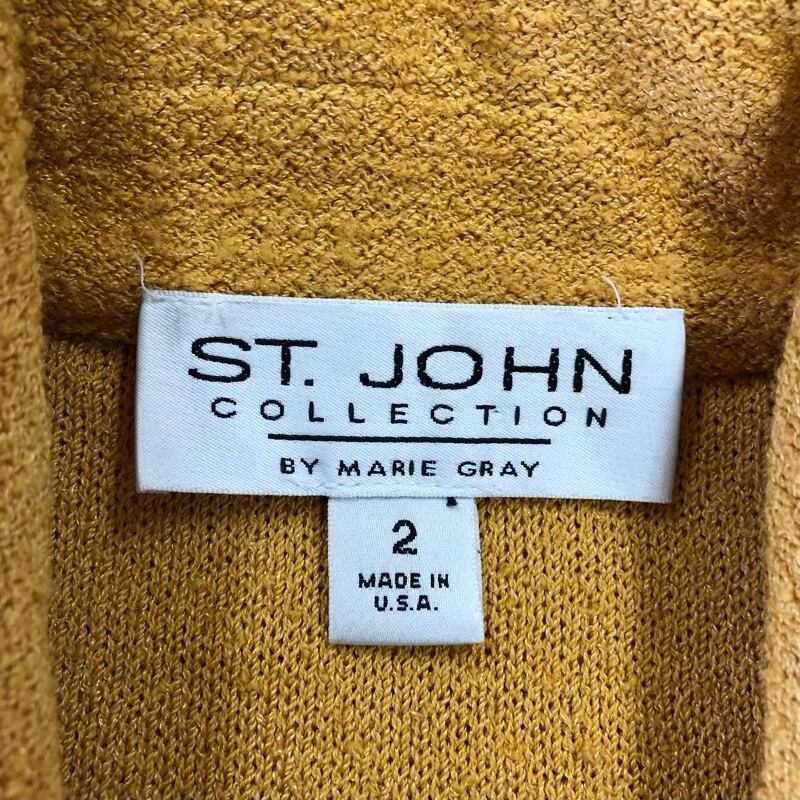 ST. JOHN
COLLECTION
BY MARIE GRAY
2
MADE IN
U.S.A.